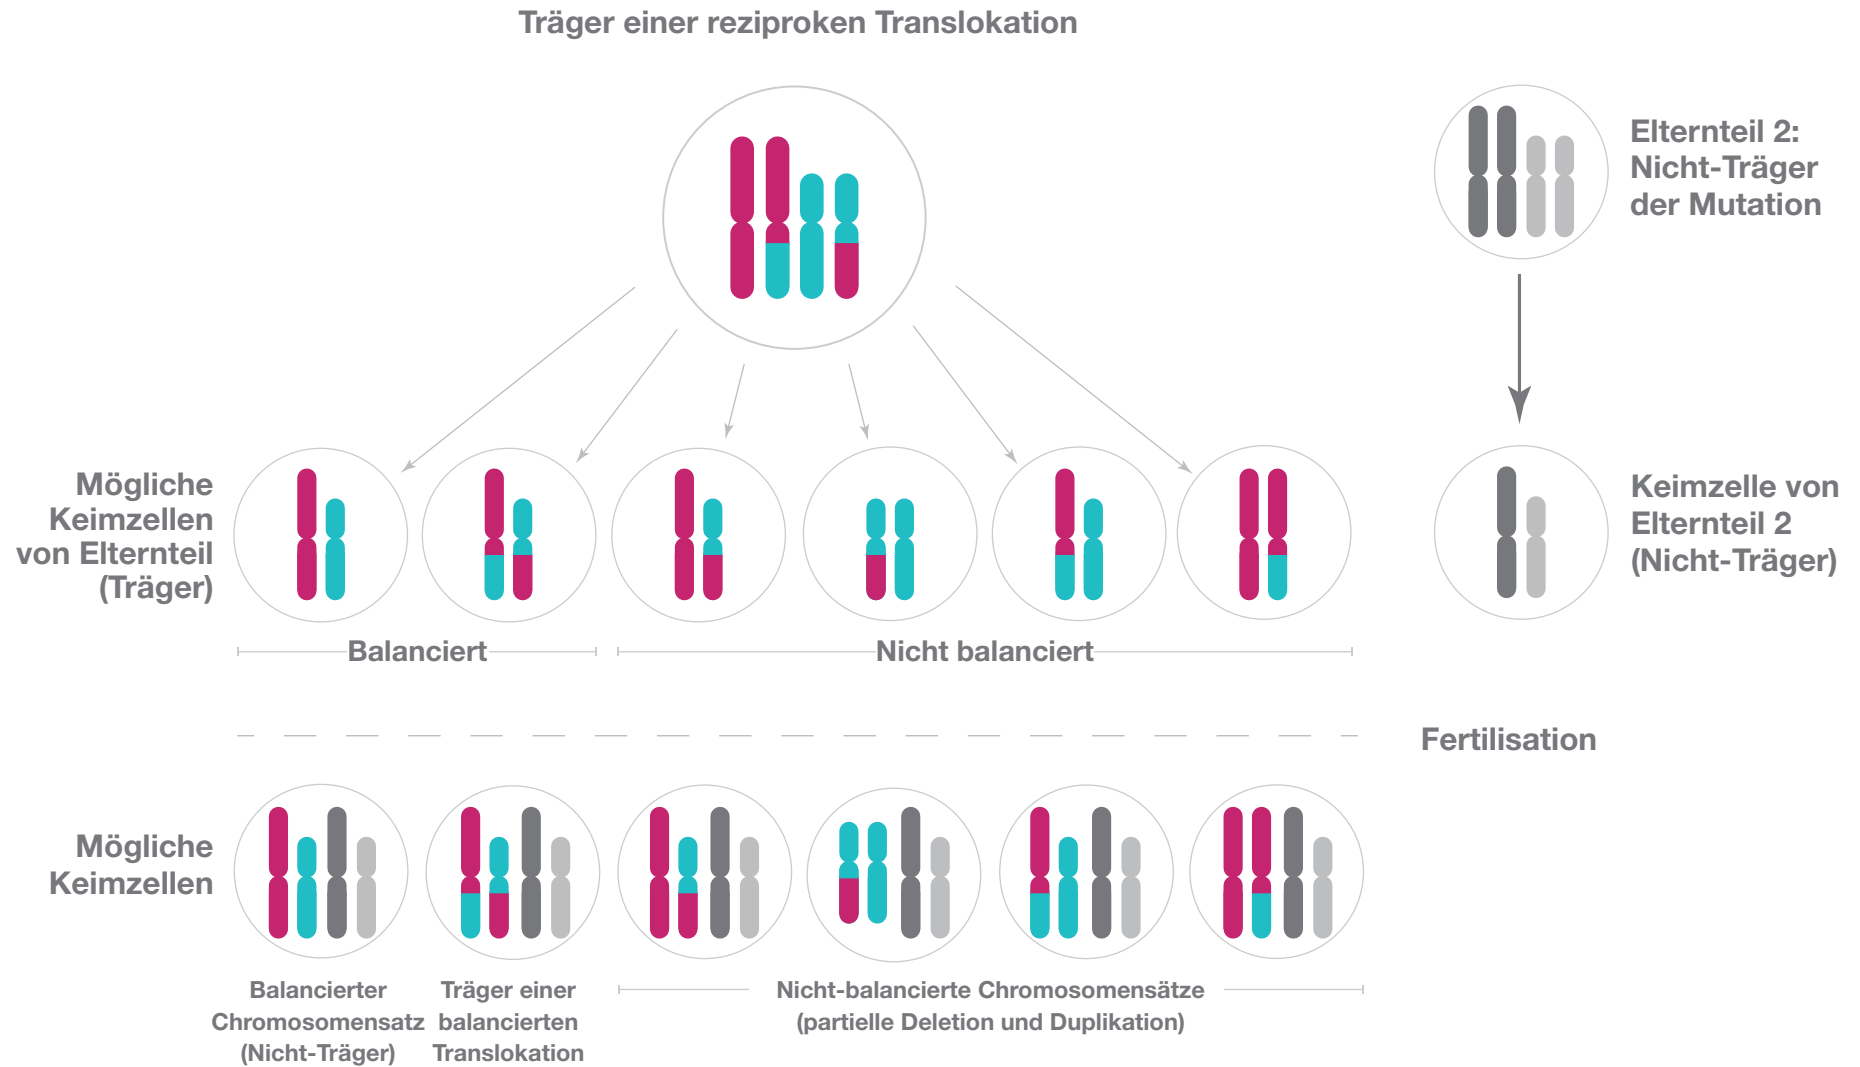 Träger einer reziproken Translokation
Elternteil 2:
Nicht-Träger
der Mutation
Mögliche
Keimzellen
von Elternteil
(Träger)
Keimzelle von
Elternteil 2
(Nicht-Träger)
Balanciert
Nicht balanciert
Fertilisation
Mögliche
Keimzellen
Balancierter
Chromosomensatz
(Nicht-Träger)
Träger einer
balancierten
Translokation
Nicht-balancierte Chromosomensätze
(partielle Deletion und Duplikation)